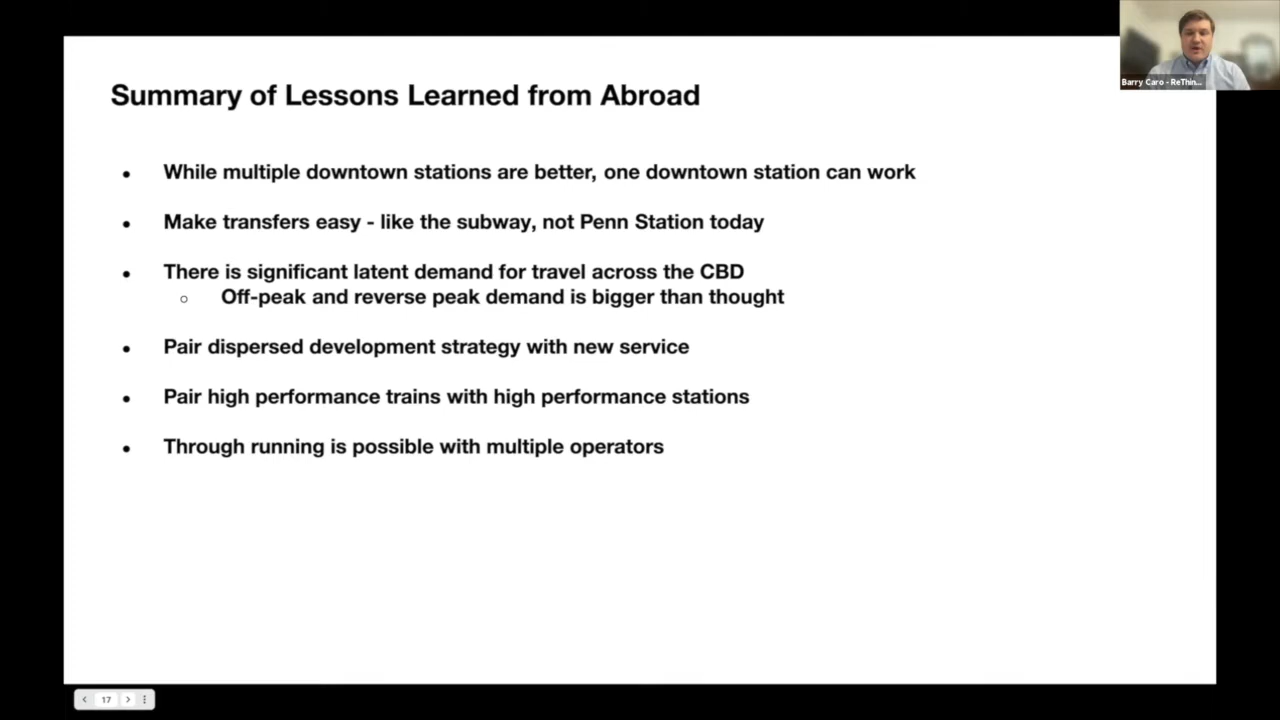 Barry Caro - ReThin...
Summary of Lessons Learned from Abroad
While multiple downtown stations are better, one downtown station can work
Make transfers easy - like the subway, not Penn Station today
There is significant latent demand for travel across the CBD
Off-peak and reverse peak demand is bigger than thought
Pair dispersed development strategy with new service
Pair high performance trains with high performance stations
Through running is possible with multiple operators
17